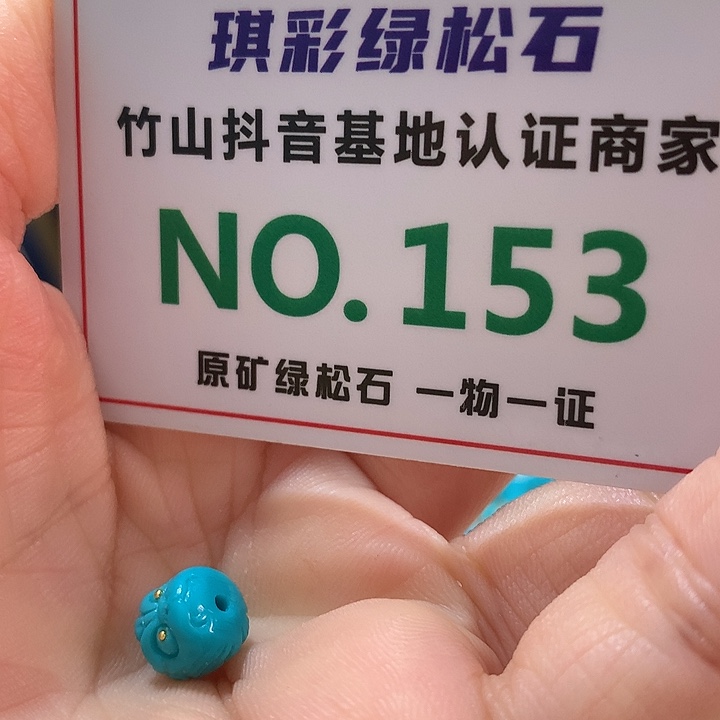 琪彩绿松石
竹山抖音基地认证商家
NO.153
原矿绿松石 一物一证